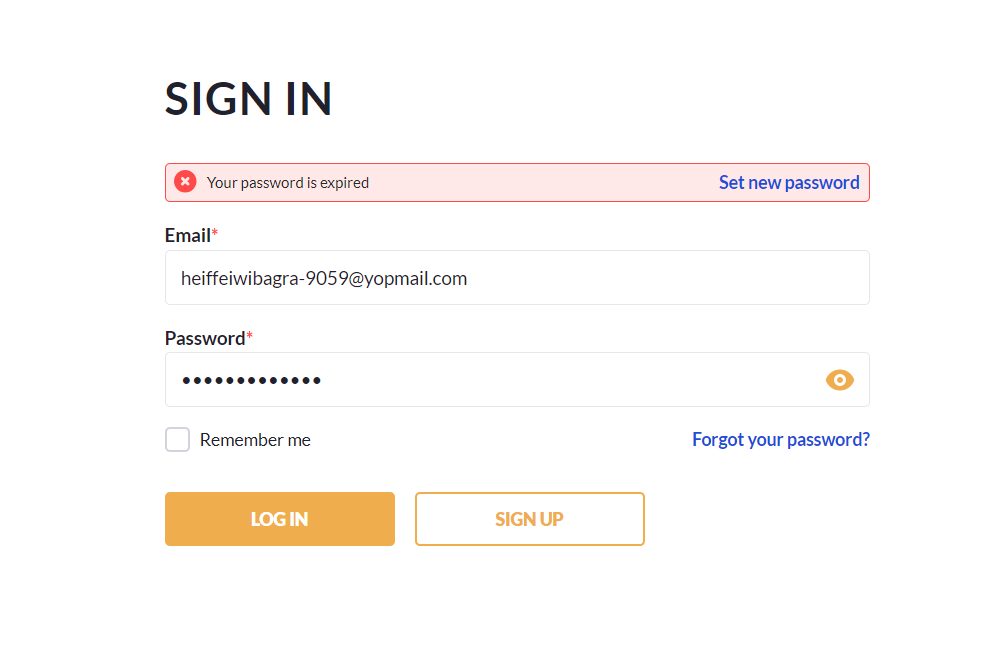 SIGN IN
Your password is expired Set new password
Email*
heiffeiwibagra-9059@yopmail.com
Password*
•••••••••••••
Remember me Forgot your password?
LOG IN SIGN UP